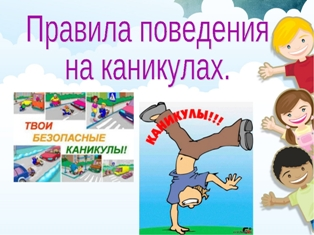 Правила поведения
на каникулах.
ТВОИ
БЕЗОПАСНЫЕ
КАНИКУЛЫ!
КАНИКУЛЫ!!!